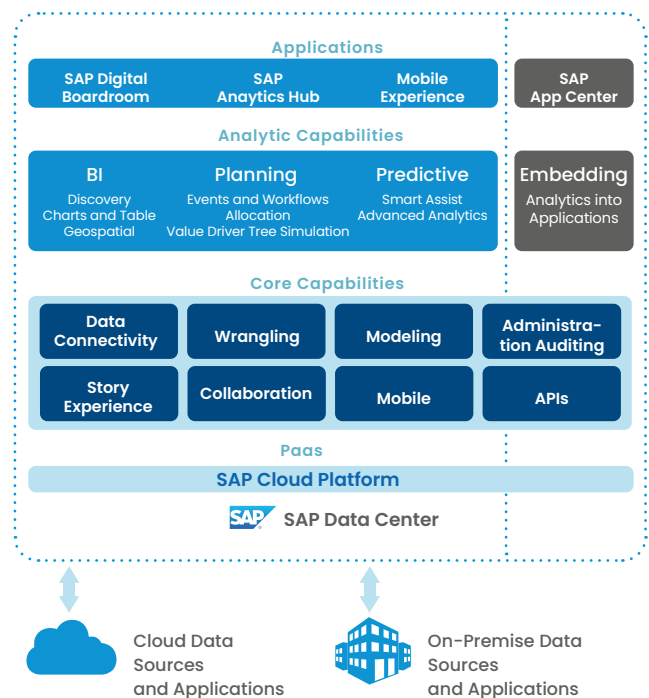 Applications
SAP Digital
Boardroom
SAP
Anaytics Hub
Mobile
Experience
SAP
App Center
Analytic Capabilities
BI
Discovery
Charts and Table
Geospatial
Planning
Events and Workflows
Allocation
Value Driver Tree Simulation
Predictive
Smart Assist
Advanced Analytics
Embedding
Analytics into
Applications
Core Capabilities
Data
Connectivity
Wrangling
Modeling
Administra-
tion Auditing
Story
Experience
Collaboration
Mobile
APIs
Paas
SAP Cloud Platform
SAP SAP Data Center
Cloud Data
Sources
and Applications
On-Premise Data
Sources
and Applications